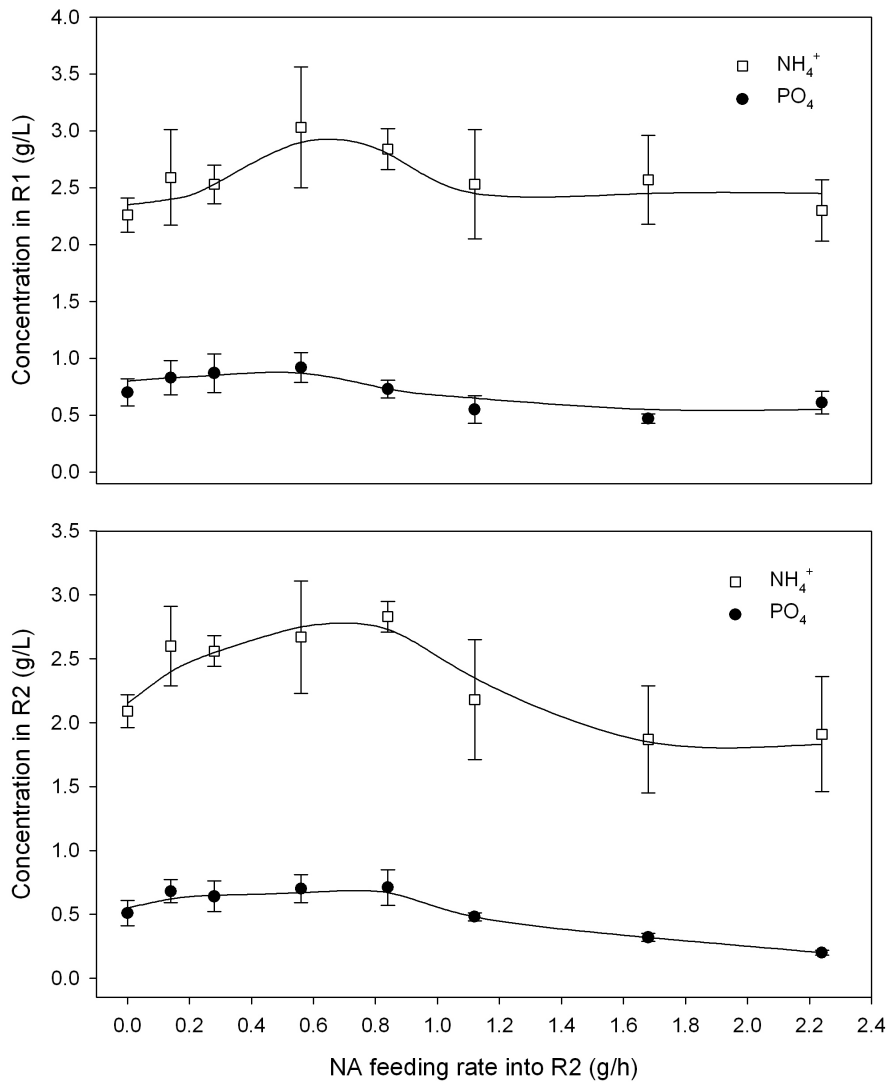 4.0
3.5
3.0
2.5
2.0
1.5
1.0
0.5
0.0
Concentration in R1 (g/L)
NH₄⁺
PO₄
3.5
3.0
2.5
2.0
1.5
1.0
0.5
0.0
Concentration in R2 (g/L)
NH₄⁺
PO₄
0.0 0.2 0.4 0.6 0.8 1.0 1.2 1.4 1.6 1.8 2.0 2.2 2.4
NA feeding rate into R2 (g/h)